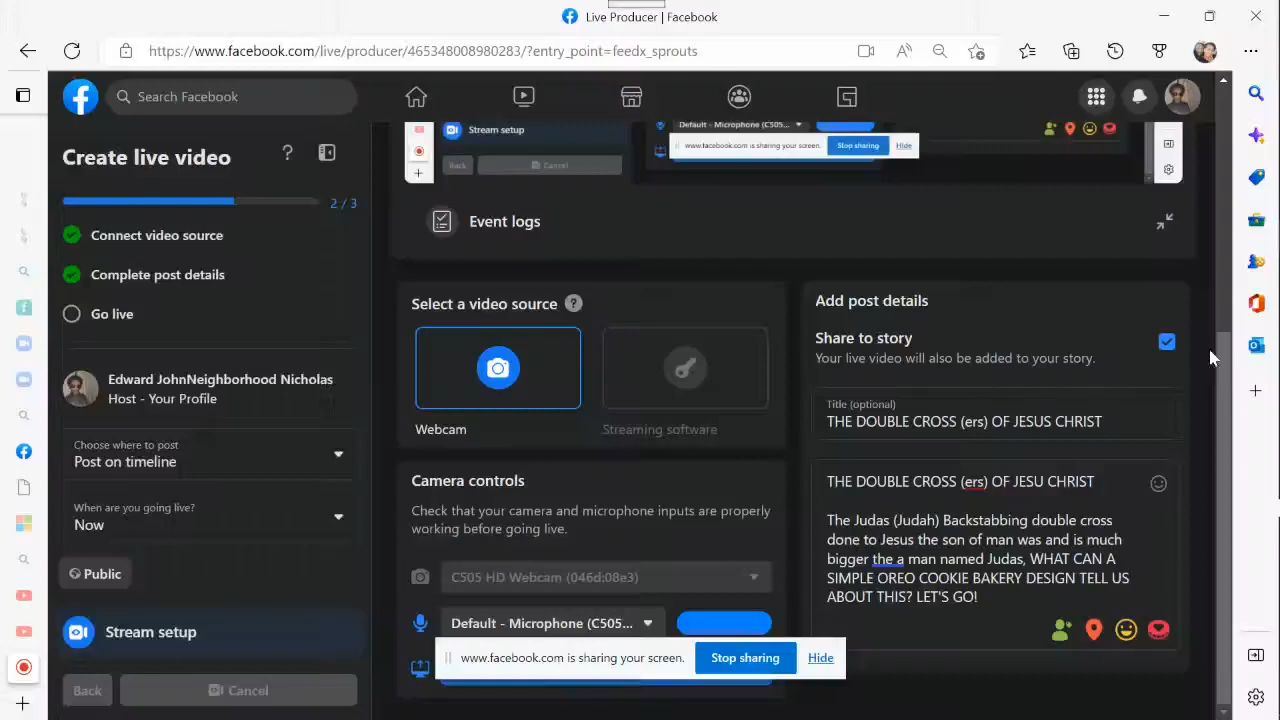 Live Producer | Facebook
https://www.facebook.com/live/producer/465348008980283/?entry_point=feedx_sprouts
Search Facebook
Create live video
2 / 3
Connect video source
Complete post details
Go live
Edward JohnNeighborhood Nicholas
Host - Your Profile
Choose where to post
Post on timeline
When are you going live?
Now
Public
Stream setup
Back
Cancel
Stream setup
Back
Cancel
Default - Microphone (C505...
www.facebook.com is sharing your screen.
Stop sharing
Hide
Event logs
Select a video source
Webcam
Streaming software
Camera controls
Check that your camera and microphone inputs are properly
working before going live.
C505 HD Webcam (046d:08e3)
Default - Microphone (C505...
www.facebook.com is sharing your screen.
Stop sharing
Hide
Add post details
Share to story
Your live video will also be added to your story.
Title (optional)
THE DOUBLE CROSS (ers) OF JESUS CHRIST
THE DOUBLE CROSS (ers) OF JESU CHRIST
The Judas (Judah) Backstabbing double cross
done to Jesus the son of man was and is much
bigger the a man named Judas, WHAT CAN A
SIMPLE OREO COOKIE BAKERY DESIGN TELL US
ABOUT THIS? LET'S GO!